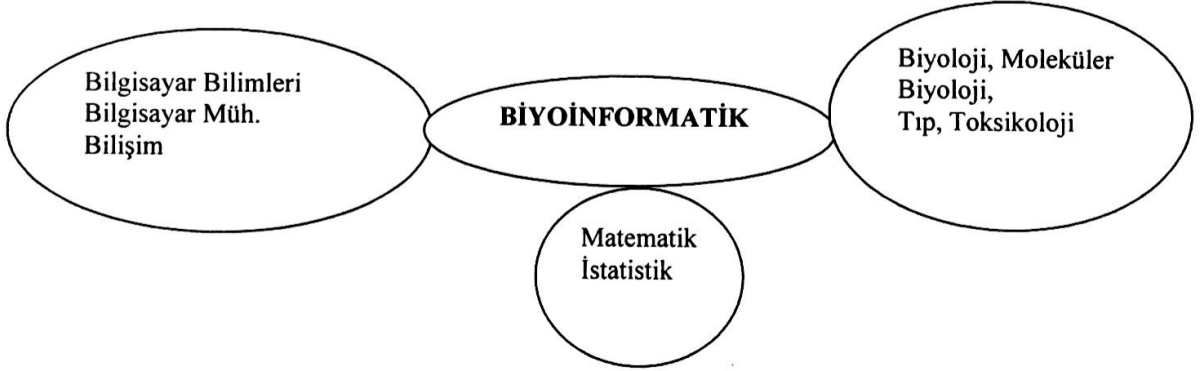 Bilgisayar Bilimleri
Bilgisayar Müh.
Bilişim
BİYOİNFORMATİK
Biyoloji, Moleküler
Biyoloji,
Tıp, Toksikoloji
Matematik
İstatistik